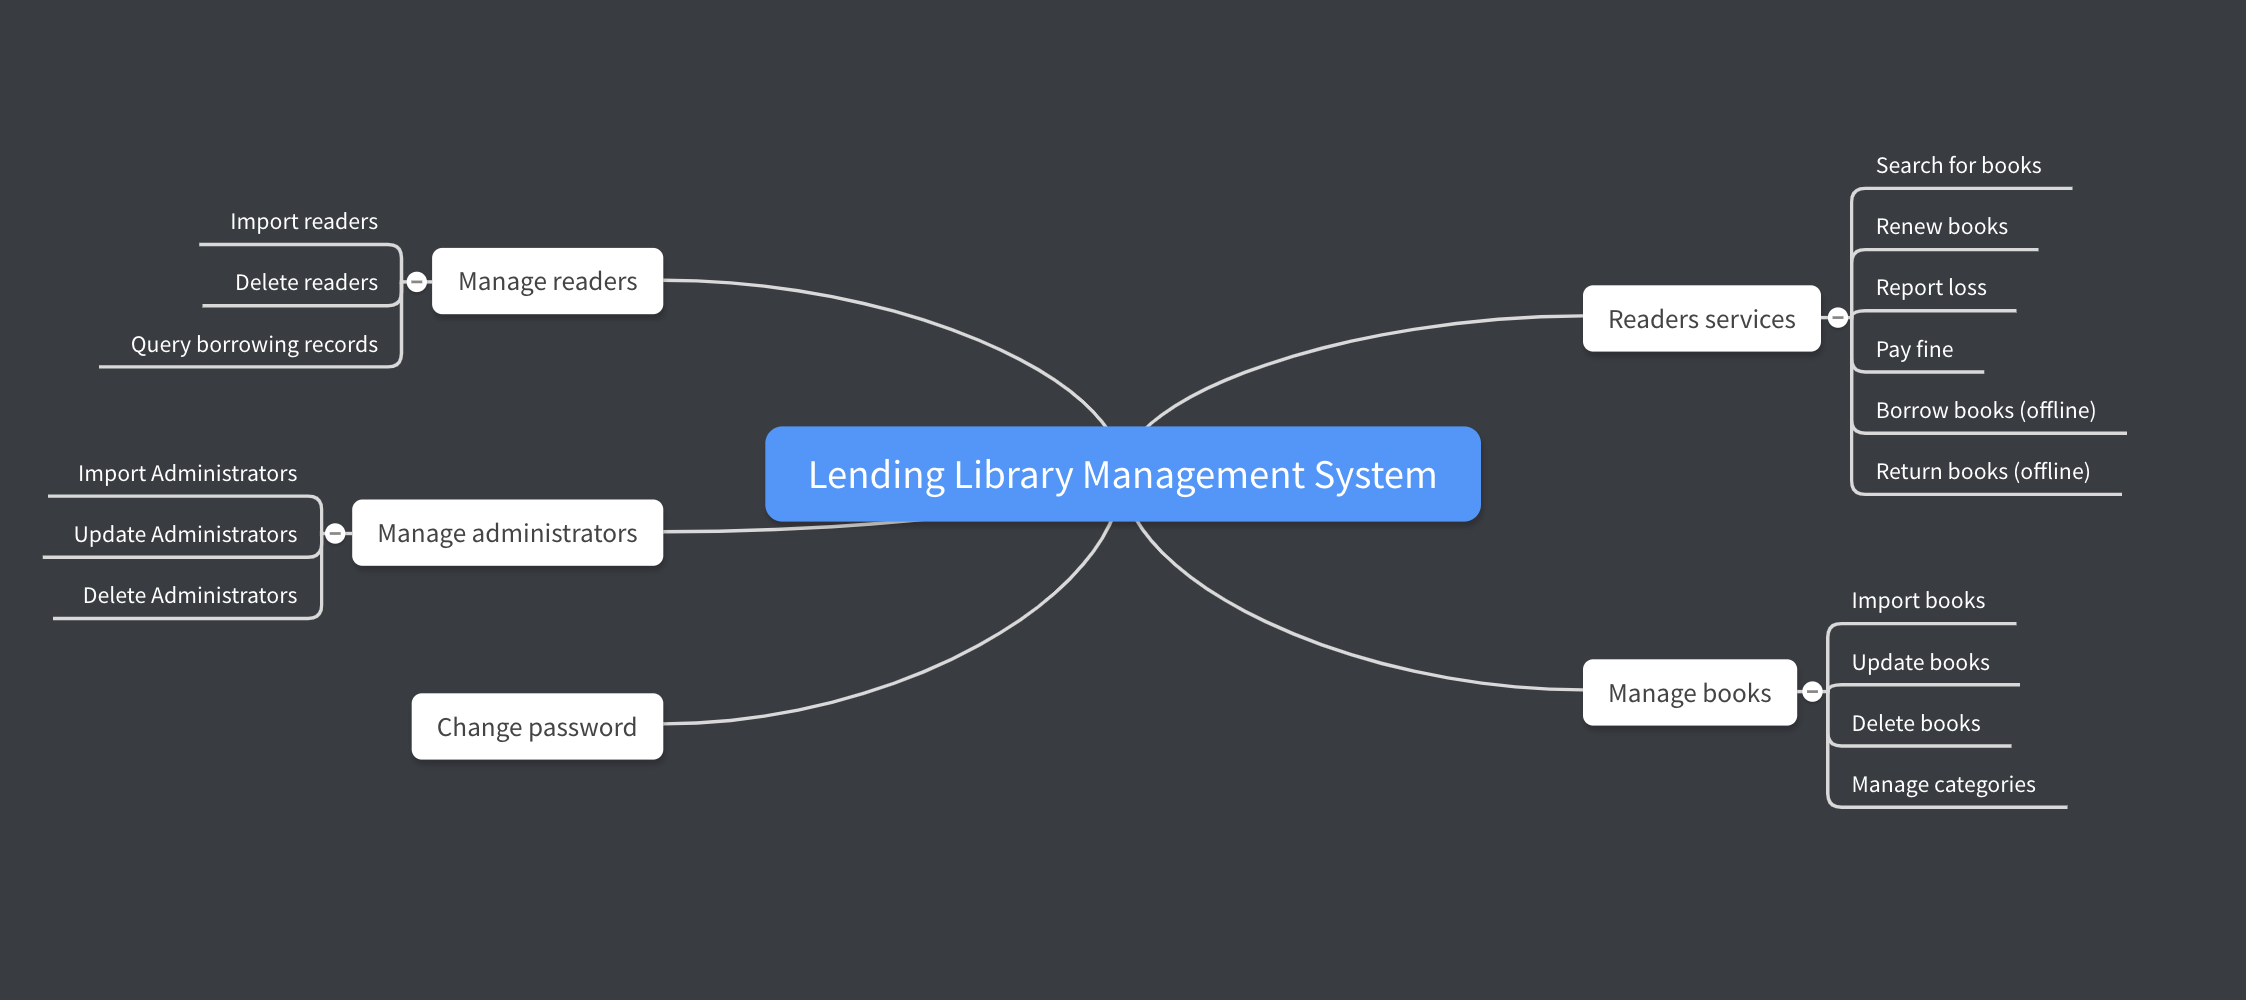 Lending Library Management System
Manage readers
Import readers
Delete readers
Query borrowing records
Manage administrators
Import Administrators
Update Administrators
Delete Administrators
Change password
Readers services
Search for books
Renew books
Report loss
Pay fine
Borrow books (offline)
Return books (offline)
Manage books
Import books
Update books
Delete books
Manage categories